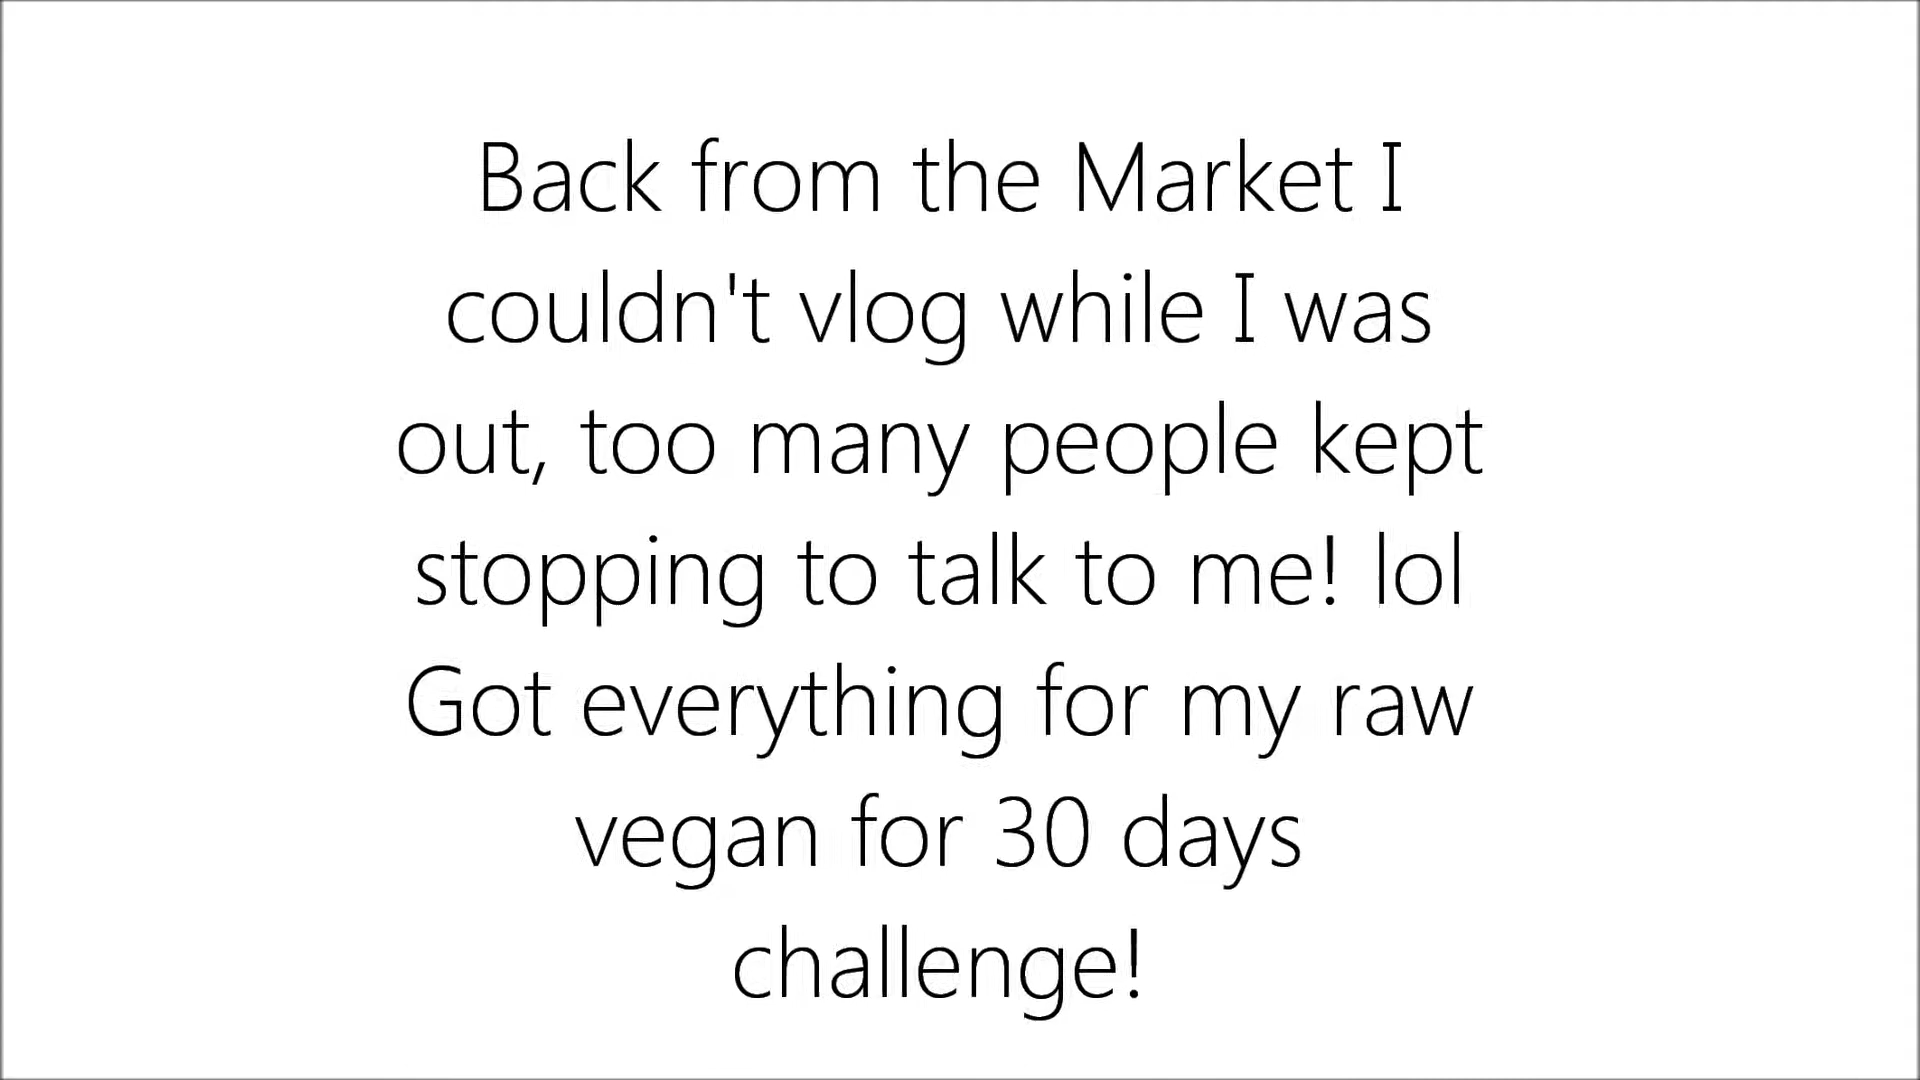 Back from the Market I
couldn't vlog while I was
out, too many people kept
stopping to talk to me! lol
Got everything for my raw
vegan for 30 days
challenge!